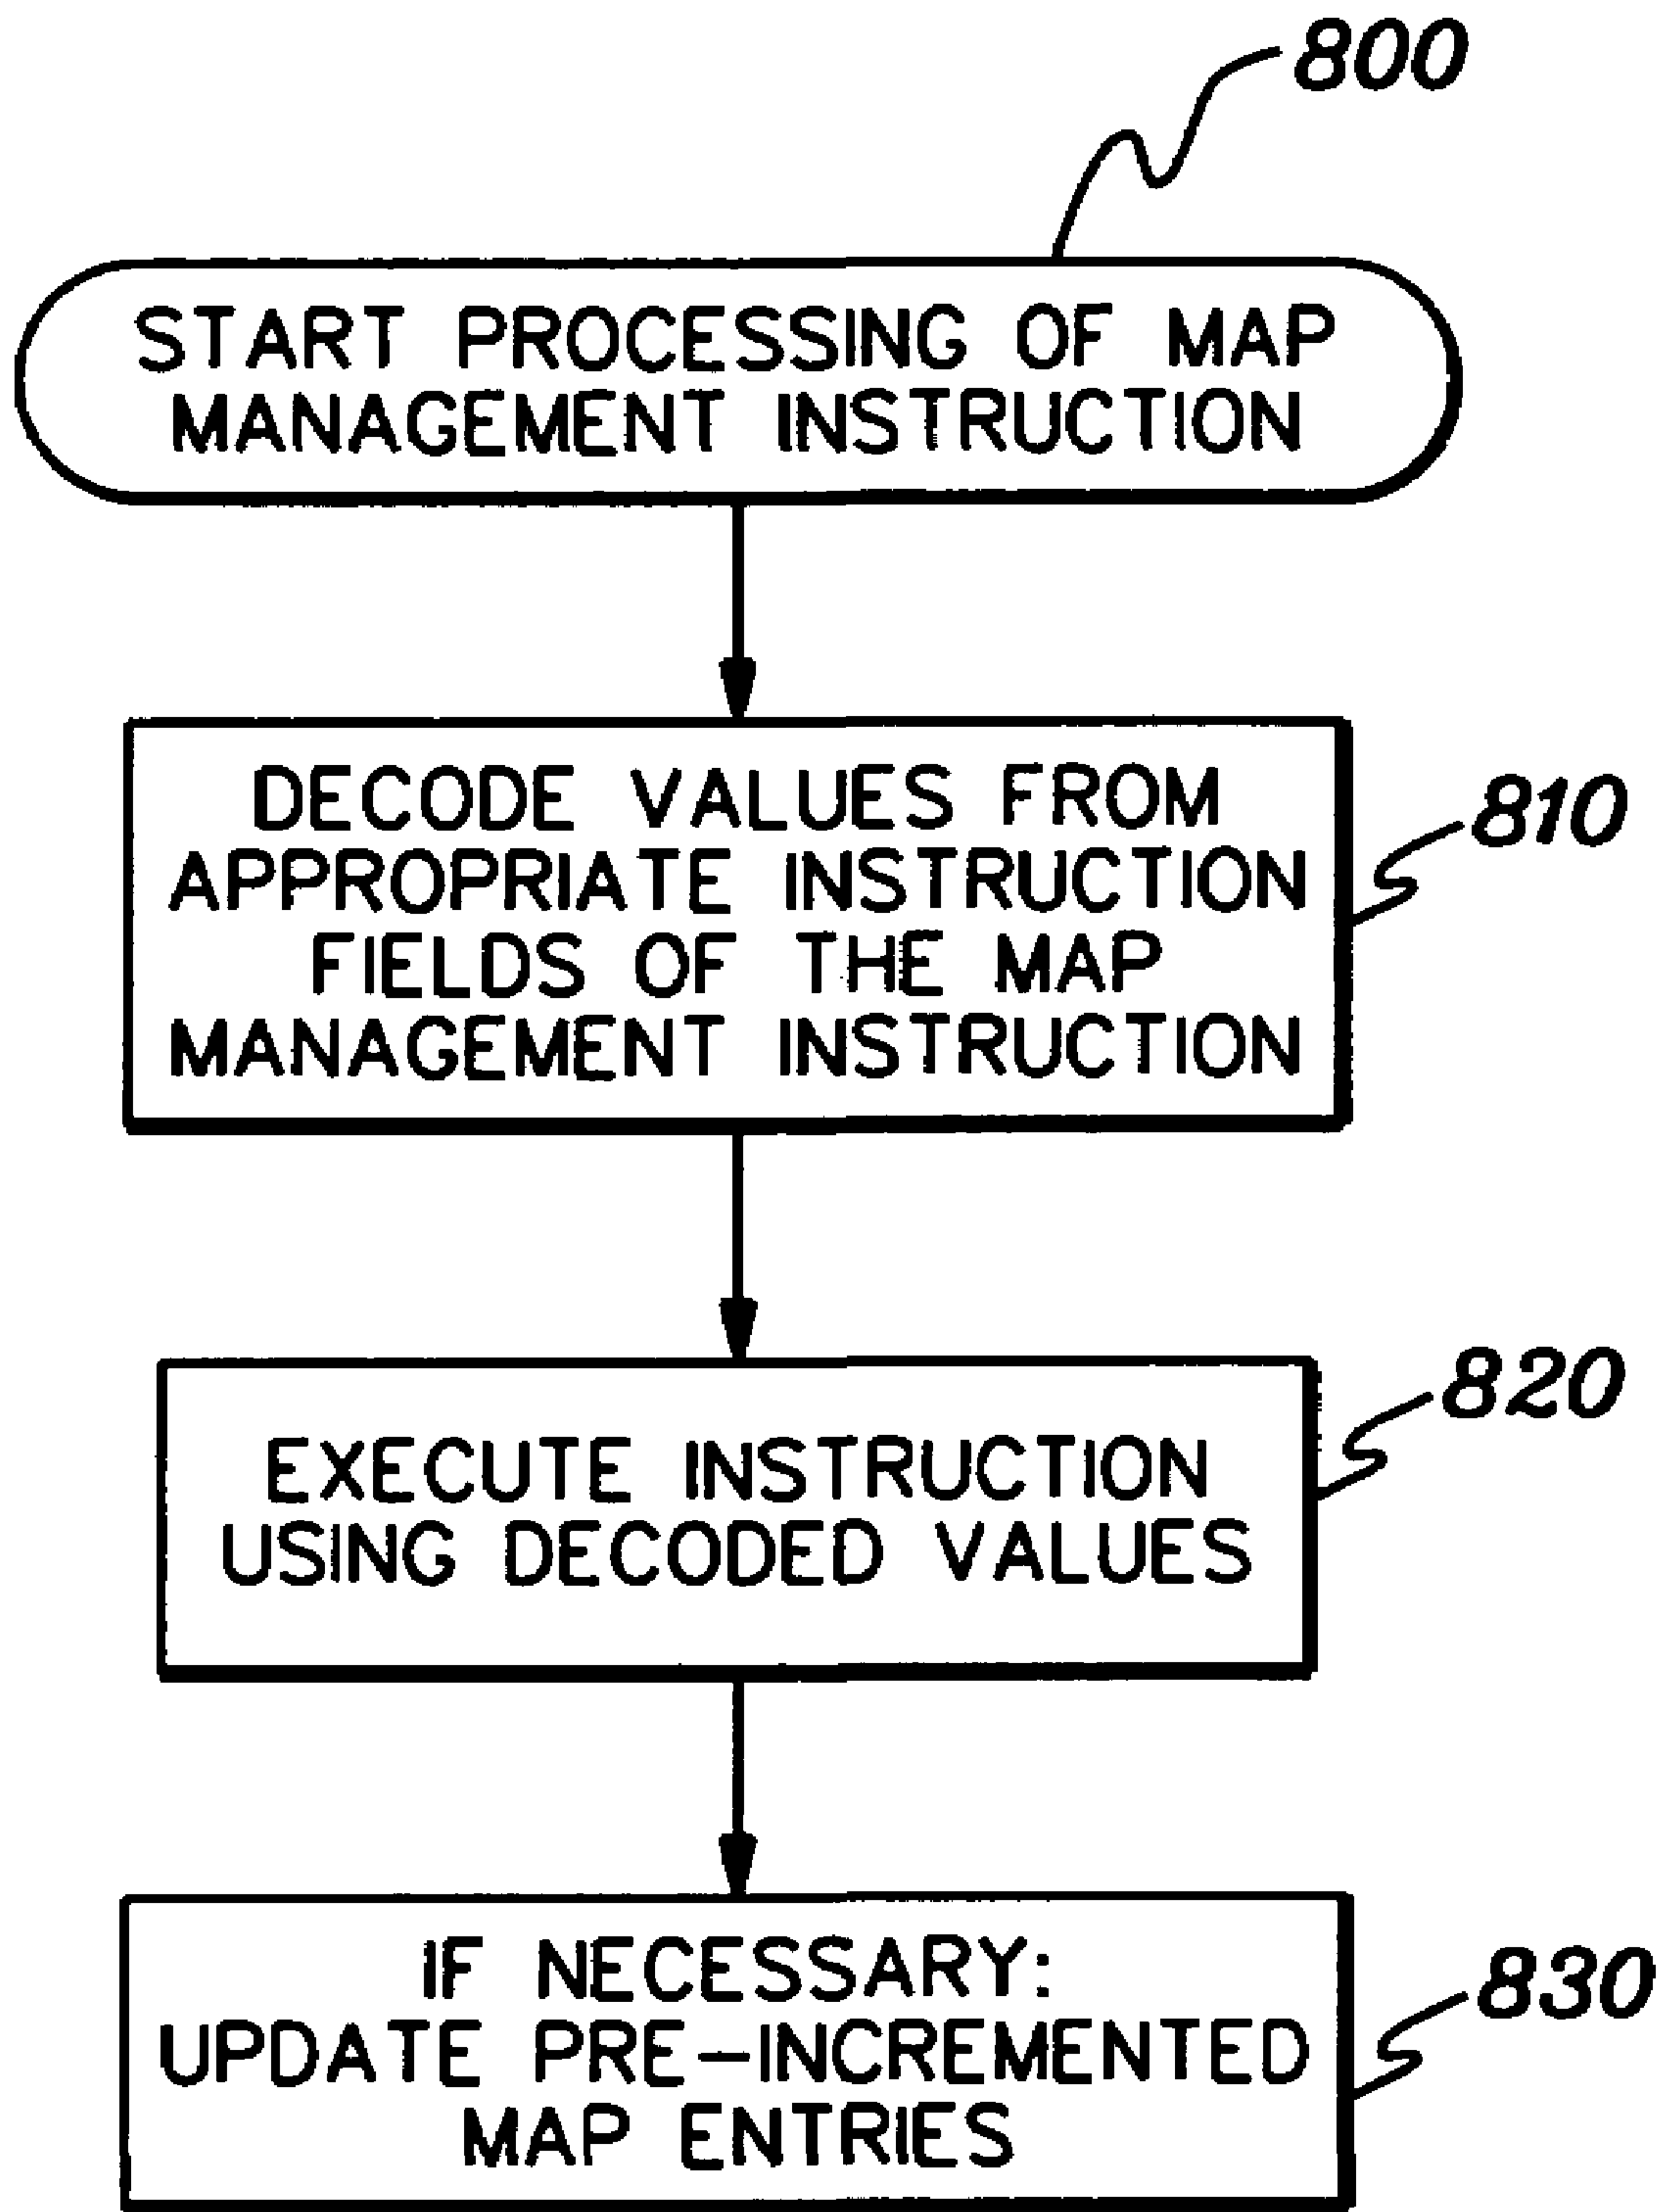 800
START PROCESSING OF MAP
MANAGEMENT INSTRUCTION
DECODE VALUES FROM
APPROPRIATE INSTRUCTION
FIELDS OF THE MAP
MANAGEMENT INSTRUCTION
810
EXECUTE INSTRUCTION
USING DECODED VALUES
820
IF NECESSARY:
UPDATE PRE-INCREMENTED
MAP ENTRIES
830